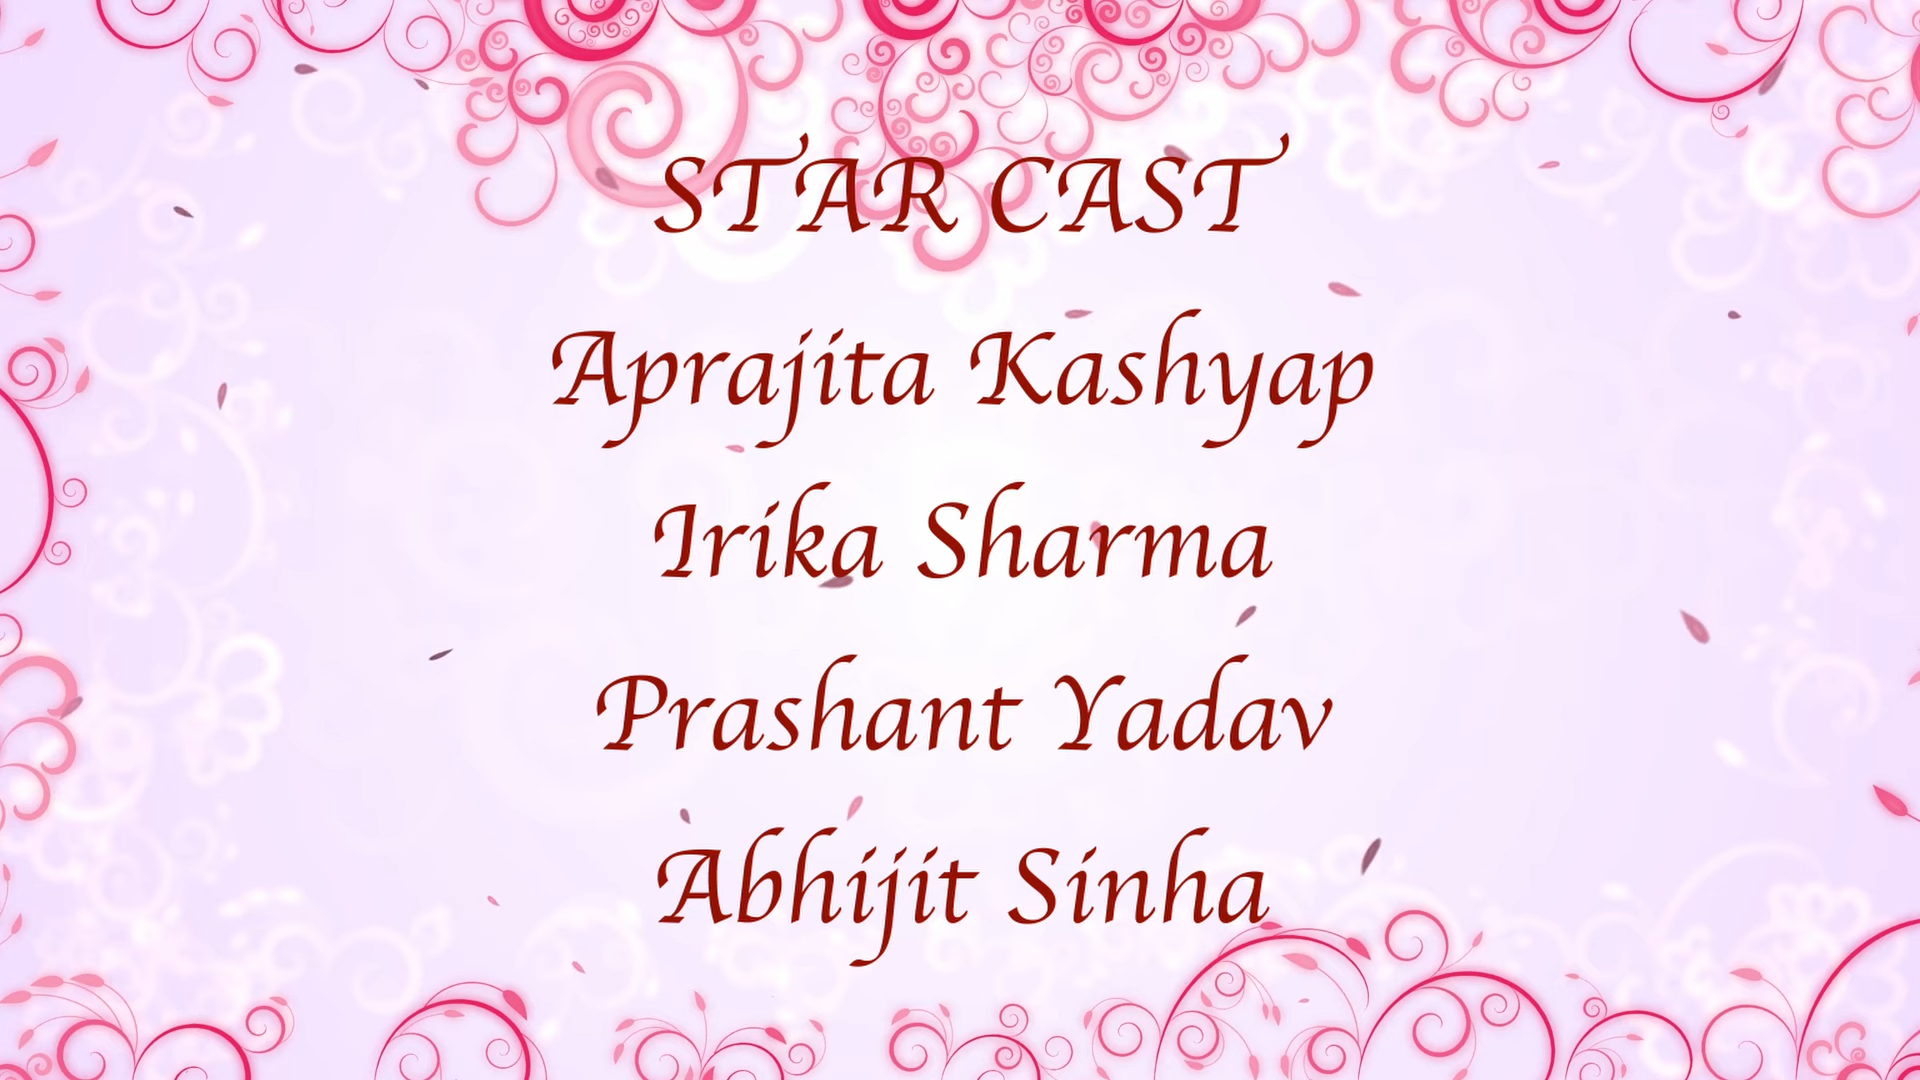 STAR CAST
Aprajita Kashyap
Irika Sharma
Prashant Yadav
Abhijit Sinha